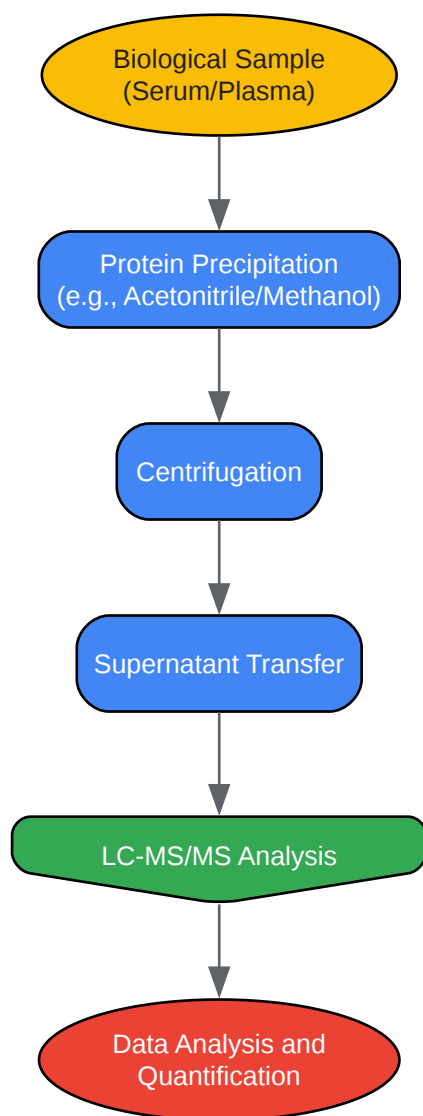 Biological Sample
(Serum/Plasma)
Protein Precipitation
(e.g., Acetonitrile/Methanol)
Centrifugation
Supernatant Transfer
LC-MS/MS Analysis
Data Analysis and
Quantification